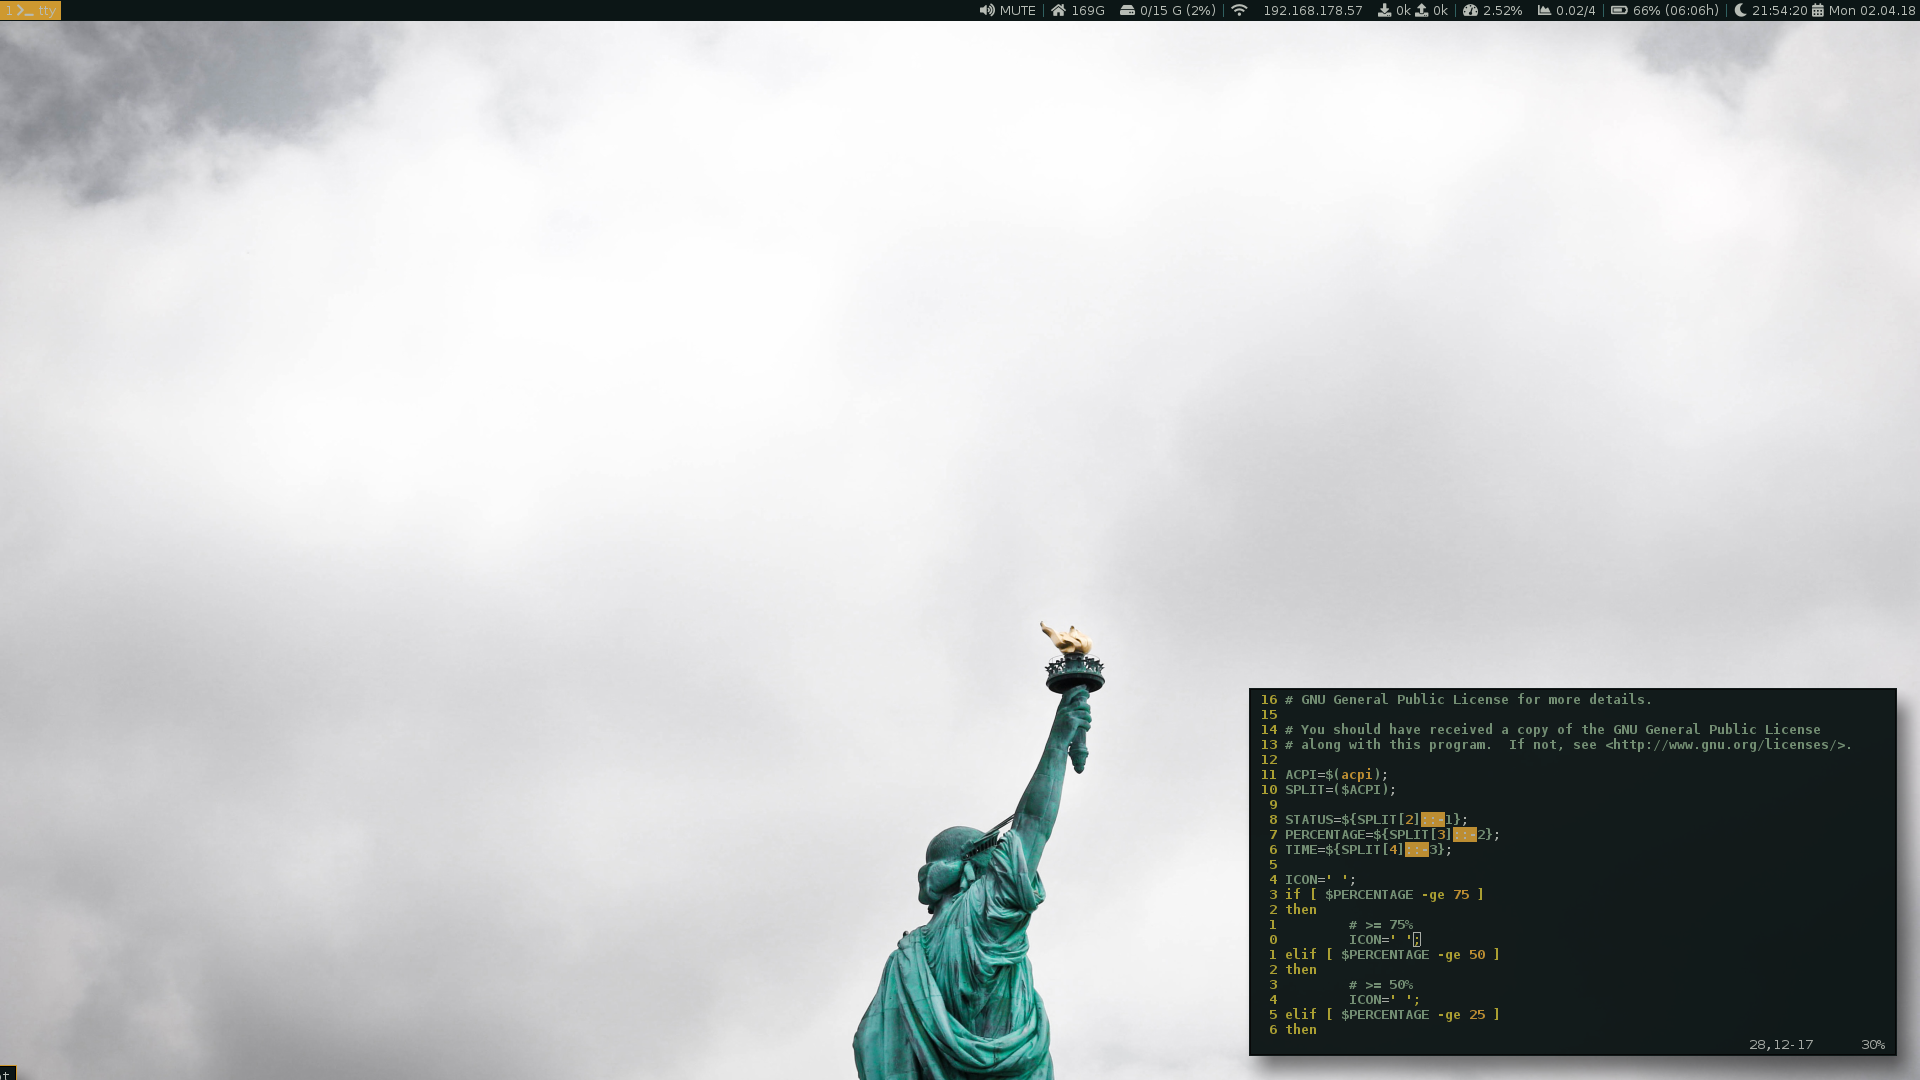 1 tty
MUTE | 169G 0/15 G (2%) | 192.168.178.57 0k 0k | 2.52% 0.02/4 | 66% (06:06h) | 21:54:20 Mon 02.04.18
16 # GNU General Public License for more details.
15
14 # You should have received a copy of the GNU General Public License
13 # along with this program.  If not, see <http://www.gnu.org/licenses/>.
12
11 ACPI=$(acpi);
10 SPLIT=($ACPI);
9
8 STATUS=${SPLIT[2]::-1};
7 PERCENTAGE=${SPLIT[3]::-2};
6 TIME=${SPLIT[4]::-3};
5
4 ICON=' ';
3 if [ $PERCENTAGE -ge 75 ]
2 then
1         # >= 75%
0         ICON=' ';
1 elif [ $PERCENTAGE -ge 50 ]
2 then
3         # >= 50%
4         ICON=' ';
5 elif [ $PERCENTAGE -ge 25 ]
6 then
28,12-17      30%